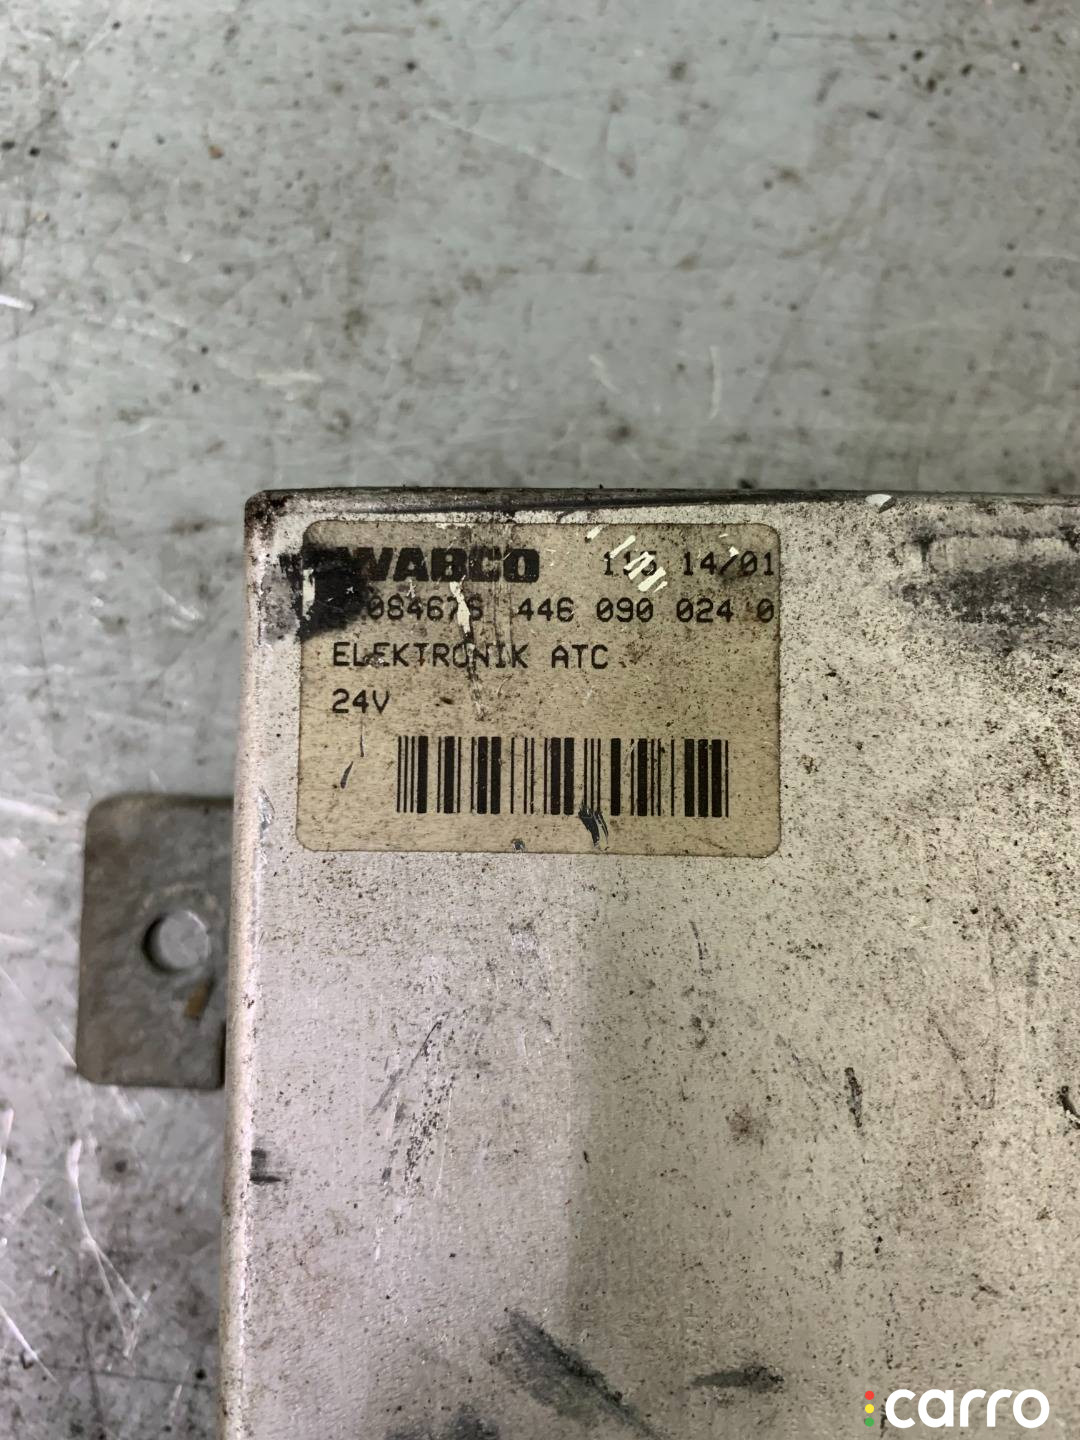 WABCO 14/01
446 090 024 0
ELEKTRONIK ATC
24V
carro